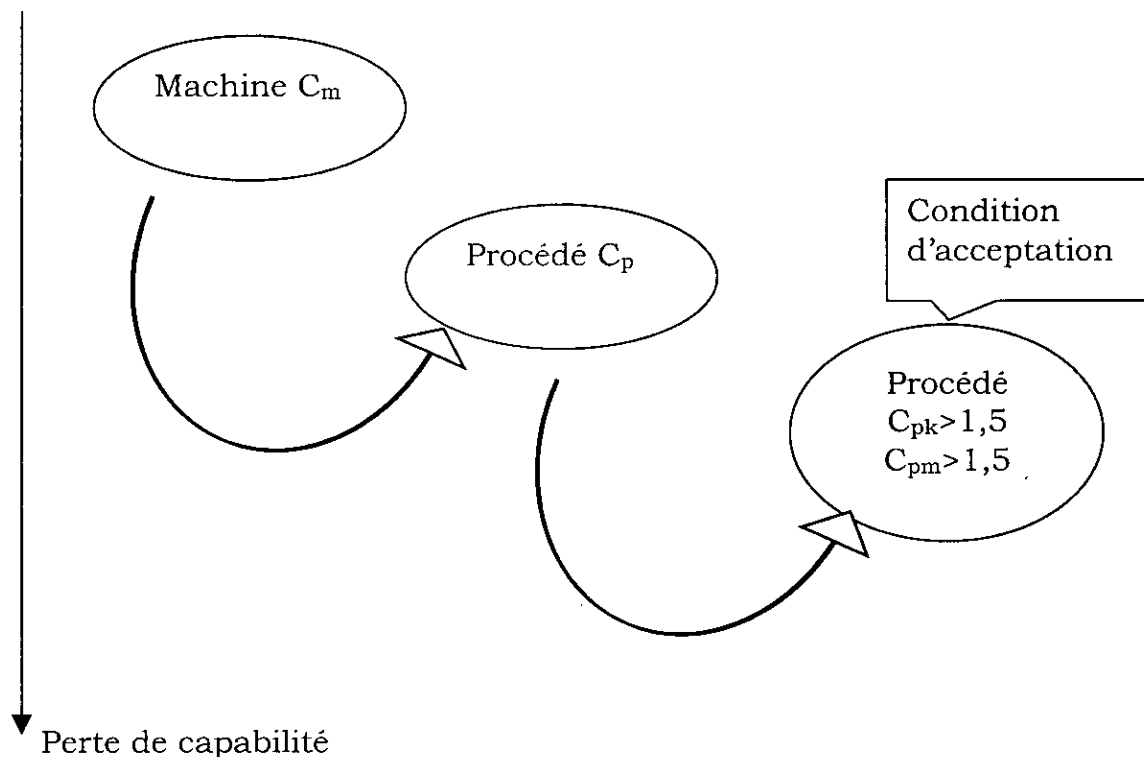 Machine Cm
Procédé Cp
Condition
d'acceptation
Procédé
Cpk>1,5
Cpm>1,5
Perte de capabilité